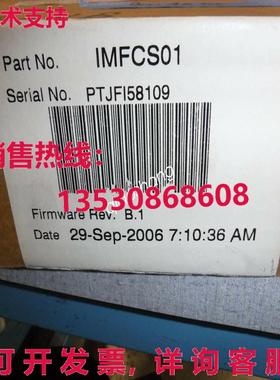 术支持
Part No. IMFCS01
Serial No. PTJFI58109
销售热线:
13530868608
Firmware Rev: B.1
Date 29-Sep-2006 7:10:36 AM
可开发票,详询客服